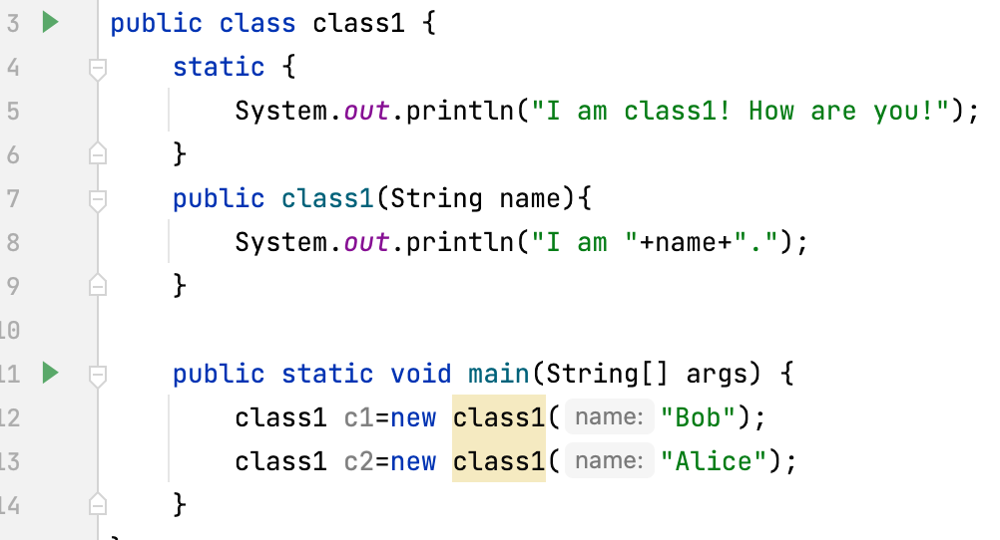 3 public class class1 {
4 static {
5 System.out.println("I am class1! How are you!");
6 }
7 public class1(String name){
8 System.out.println("I am "+name+".");
9 }
10
11 public static void main(String[] args) {
12 class1 c1=new class1( name: "Bob");
13 class1 c2=new class1( name: "Alice");
14 }
}